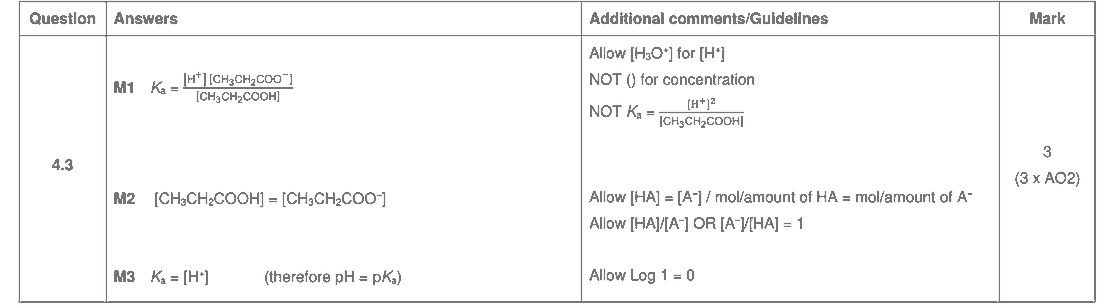 Question Answers Additional comments/Guidelines Mark
Allow [H₃O⁺] for [H⁺]
M1 Kₐ = [H⁺][CH₃CH₂COO⁻] / [CH₃CH₂COOH]
NOT () for concentration
NOT Kₐ = [H⁺]² / [CH₃CH₂COOH]
4.3
3
(3 x AO2)
M2 [CH₃CH₂COOH] = [CH₃CH₂COO⁻]
Allow [HA] = [A⁻] / mol/amount of HA = mol/amount of A⁻
Allow [HA]/[A⁻] OR [A⁻]/[HA] = 1
M3 Kₐ = [H⁺] (therefore pH = pKₐ)
Allow Log 1 = 0